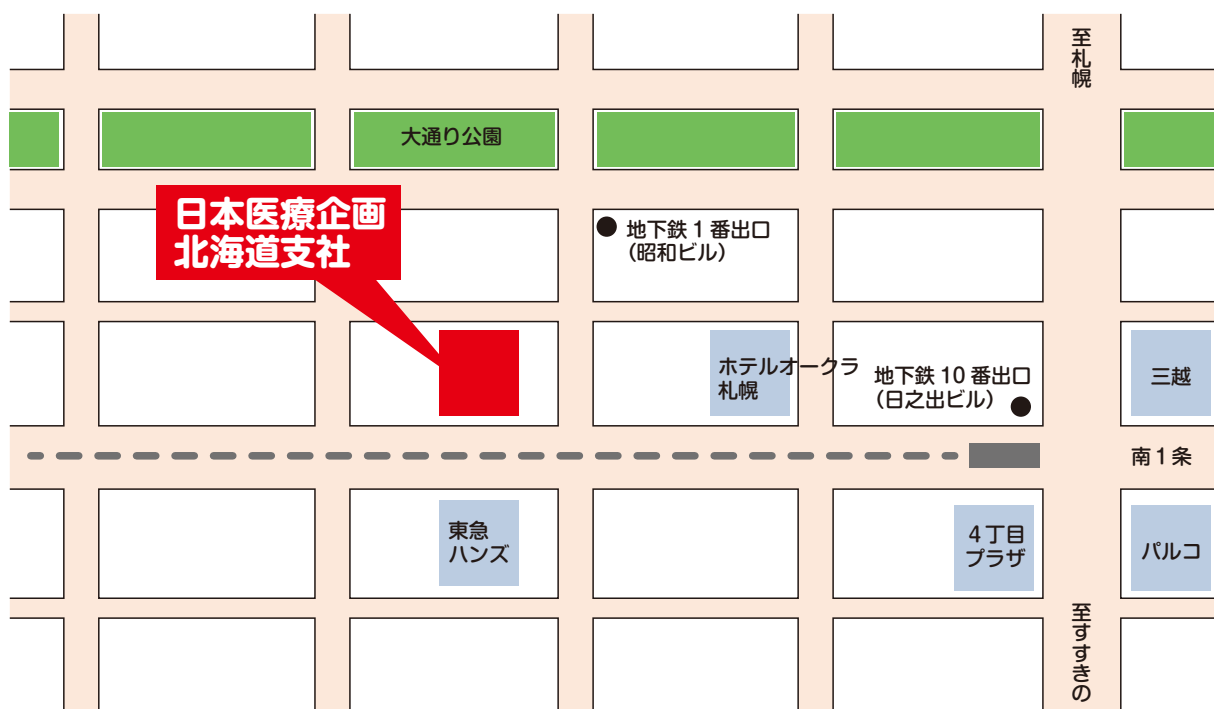 至札幌
大通り公園
日本医療企画
北海道支社
地下鉄1番出口
(昭和ビル)
ホテルオークラ
札幌
地下鉄10番出口
(日之出ビル)
三越
南1条
東急
ハンズ
4丁目
プラザ
パルコ
至すすきの